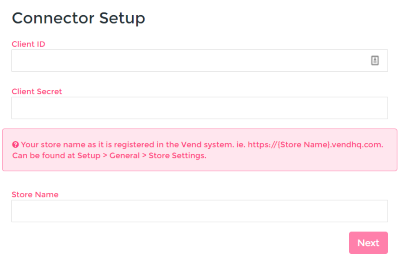 Connector Setup
Client ID
Client Secret
Your store name as it is registered in the Vend system. ie, https://{Store Name}.vendhq.com.
Can be found at Setup > General > Store Settings.
Store Name
Next